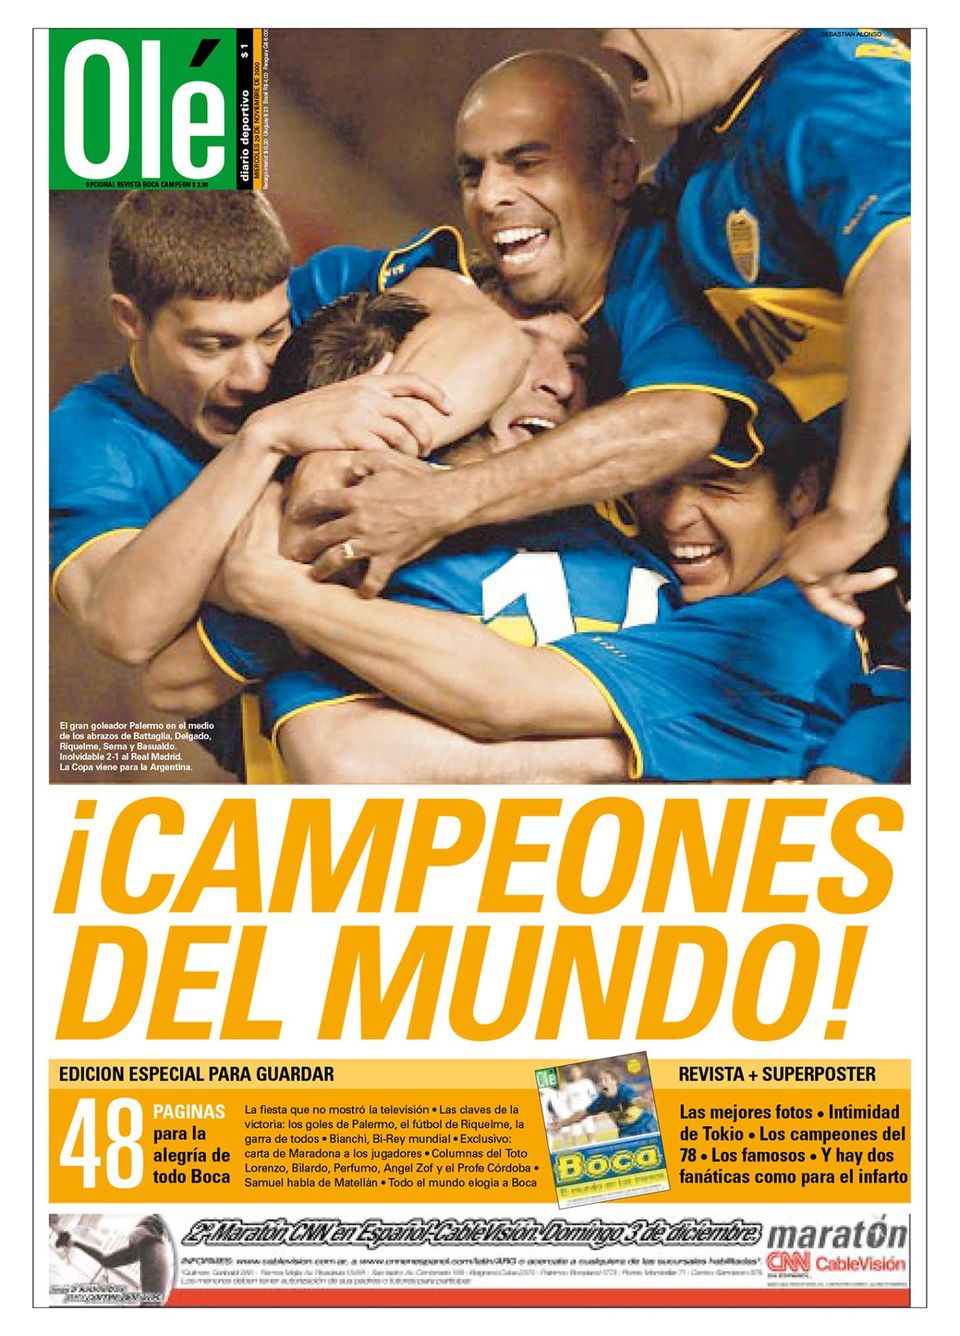 Olé
OPCIONAL REVISTA BOCA CAMPEON $ 2,90
diario deportivo $ 1
MIERCOLES 29 DE NOVIEMBRE DE 2000
SEBASTIAN ALONSO
El gran goleador Palermo en el medio
de los abrazos de Battaglia, Delgado,
Riquelme, Serna y Basualdo.
Inolvidable 2-1 al Real Madrid.
La Copa viene para la Argentina.
¡CAMPEONES
DEL MUNDO!
EDICION ESPECIAL PARA GUARDAR
48 PAGINAS
para la
alegría de
todo Boca
La fiesta que no mostró la televisión • Las claves de la
victoria: los goles de Palermo, el fútbol de Riquelme, la
garra de todos • Bianchi, Bi-Rey mundial • Exclusivo:
carta de Maradona a los jugadores • Columnas del Toto
Lorenzo, Bilardo, Perfumo, Angel Zof y el Profe Córdoba •
Samuel habla de Matellán • Todo el mundo elogia a Boca
Olé
Boca
REVISTA + SUPERPOSTER
Las mejores fotos • Intimidad
de Tokio • Los campeones del
78 • Los famosos • Y hay dos
fanáticas como para el infarto
2ª Maratón CNN en Español-CableVisión. Domingo 3 de diciembre.
maratón
CNN CableVisión
EN ESPAÑOL